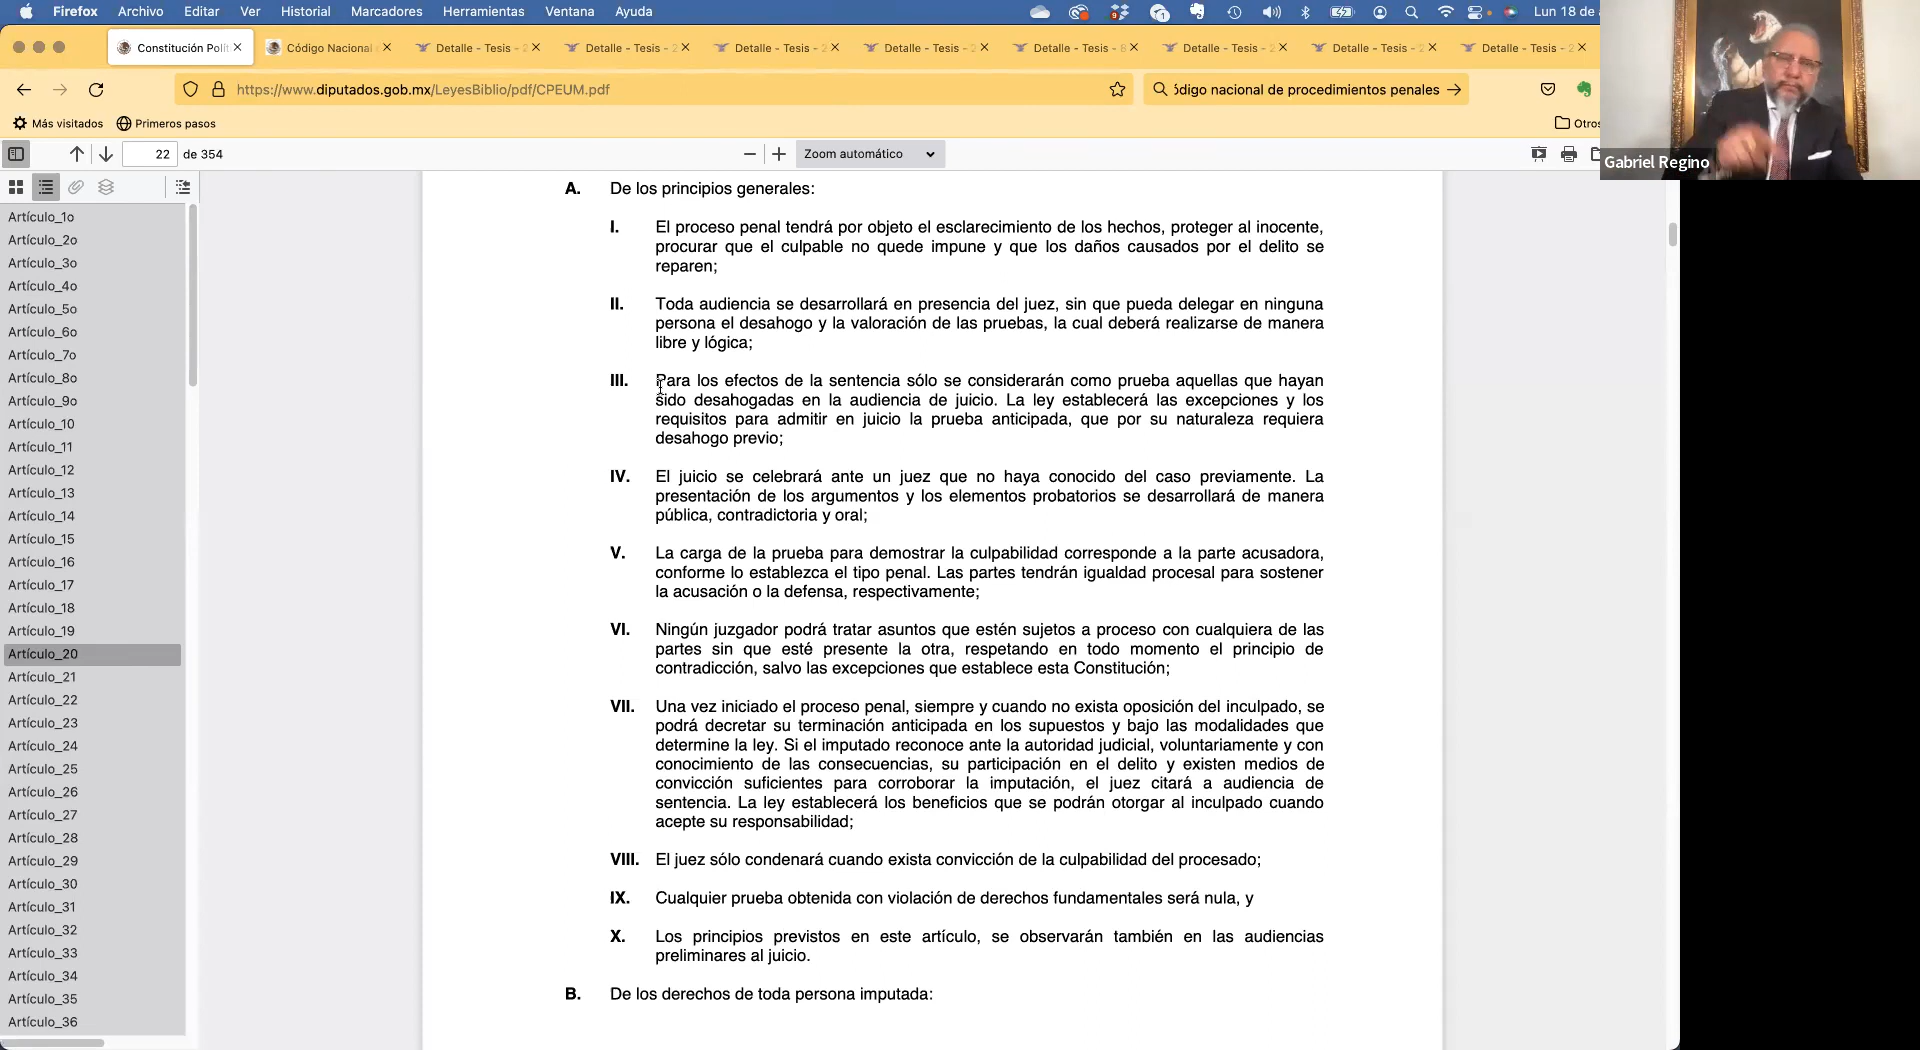 Firefox Archivo Editar Ver Historial Marcadores Herramientas Ventana Ayuda Lun 18 de
Constitución Polít Código Nacional Detalle - Tesis - 2 Detalle - Tesis - 2 Detalle - Tesis - 2 Detalle - Tesis - 2 Detalle - Tesis - 8 Detalle - Tesis - 2 Detalle - Tesis - 2 Detalle - Tesis - 2
https://www.diputados.gob.mx/LeyesBiblio/pdf/CPEUM.pdf ódigo nacional de procedimientos penales
Más visitados Primeros pasos Otros
22 de 354 Zoom automático
Gabriel Regino
Artículo_1o
Artículo_2o
Artículo_3o
Artículo_4o
Artículo_5o
Artículo_6o
Artículo_7o
Artículo_8o
Artículo_9o
Artículo_10
Artículo_11
Artículo_12
Artículo_13
Artículo_14
Artículo_15
Artículo_16
Artículo_17
Artículo_18
Artículo_19
Artículo_20
Artículo_21
Artículo_22
Artículo_23
Artículo_24
Artículo_25
Artículo_26
Artículo_27
Artículo_28
Artículo_29
Artículo_30
Artículo_31
Artículo_32
Artículo_33
Artículo_34
Artículo_35
Artículo_36
A. De los principios generales:
I. El proceso penal tendrá por objeto el esclarecimiento de los hechos, proteger al inocente,
procurar que el culpable no quede impune y que los daños causados por el delito se
reparen;
II. Toda audiencia se desarrollará en presencia del juez, sin que pueda delegar en ninguna
persona el desahogo y la valoración de las pruebas, la cual deberá realizarse de manera
libre y lógica;
III. Para los efectos de la sentencia sólo se considerarán como prueba aquellas que hayan
sido desahogadas en la audiencia de juicio. La ley establecerá las excepciones y los
requisitos para admitir en juicio la prueba anticipada, que por su naturaleza requiera
desahogo previo;
IV. El juicio se celebrará ante un juez que no haya conocido del caso previamente. La
presentación de los argumentos y los elementos probatorios se desarrollará de manera
pública, contradictoria y oral;
V. La carga de la prueba para demostrar la culpabilidad corresponde a la parte acusadora,
conforme lo establezca el tipo penal. Las partes tendrán igualdad procesal para sostener
la acusación o la defensa, respectivamente;
VI. Ningún juzgador podrá tratar asuntos que estén sujetos a proceso con cualquiera de las
partes sin que esté presente la otra, respetando en todo momento el principio de
contradicción, salvo las excepciones que establece esta Constitución;
VII. Una vez iniciado el proceso penal, siempre y cuando no exista oposición del inculpado, se
podrá decretar su terminación anticipada en los supuestos y bajo las modalidades que
determine la ley. Si el imputado reconoce ante la autoridad judicial, voluntariamente y con
conocimiento de las consecuencias, su participación en el delito y existen medios de
convicción suficientes para corroborar la imputación, el juez citará a audiencia de
sentencia. La ley establecerá los beneficios que se podrán otorgar al inculpado cuando
acepte su responsabilidad;
VIII. El juez sólo condenará cuando exista convicción de la culpabilidad del procesado;
IX. Cualquier prueba obtenida con violación de derechos fundamentales será nula, y
X. Los principios previstos en este artículo, se observarán también en las audiencias
preliminares al juicio.
B. De los derechos de toda persona imputada: